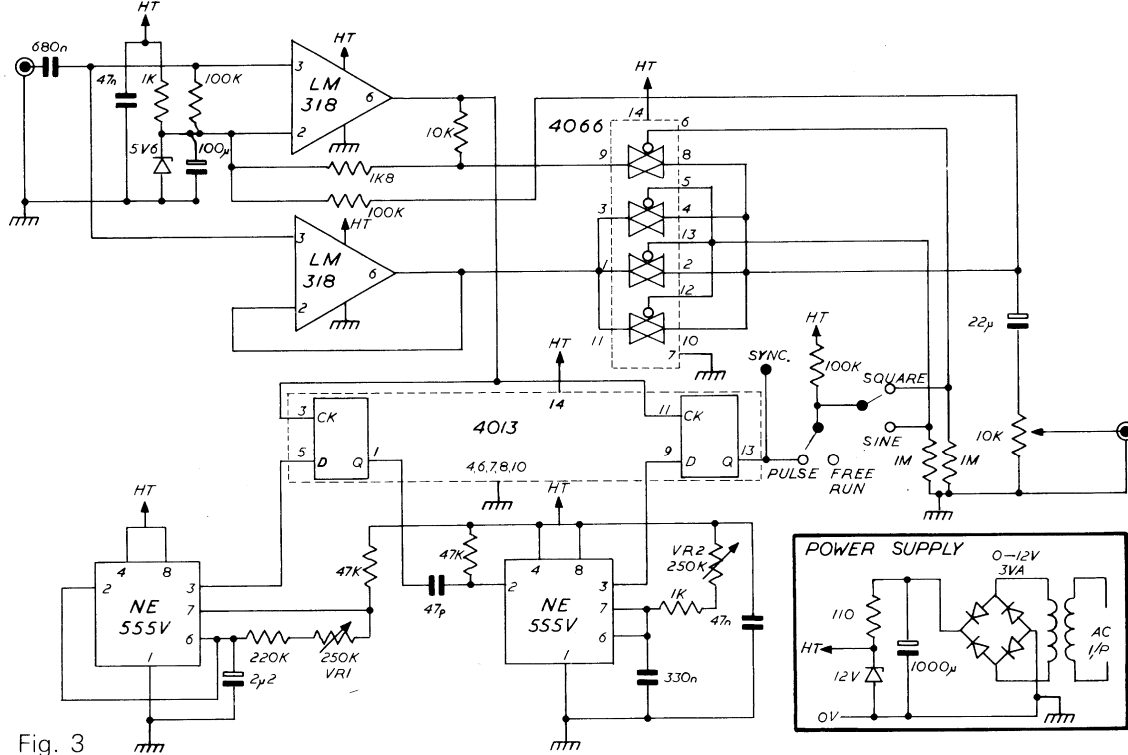 HT
680n
47n
1K
100K
3
LM
318
6
2
HT
5V6
100µ
10K
1K8
100K
HT
3
LM
318
6
2
HT
14
4066
6
9
8
5
3
4
13
1
2
12
11
10
7
HT
SYNC.
HT
100K
SQUARE
SINE
PULSE
FREE
RUN
1M
1M
22µ
10K
3
CK
5
D
Q
1
4013
14
4,6,7,8,10
11
CK
9
D
Q
13
HT
4
8
2
3
NE
7
555V
6
1
220K
250K
VR1
2µ2
47K
47p
47K
HT
4
8
2
3
NE
7
555V
6
1
VR2
250K
1K
47n
330n
POWER SUPPLY
0–12V
3VA
110
HT
1000µ
12V
0V
AC
I/P
Fig. 3